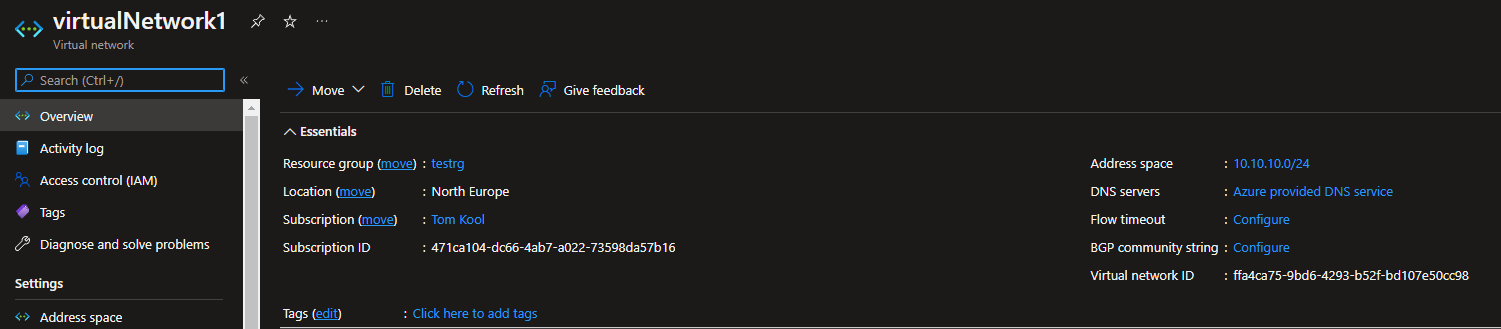 virtualNetwork1
Virtual network
Search (Ctrl+/)
Overview
Activity log
Access control (IAM)
Tags
Diagnose and solve problems
Settings
Address space
Move Delete Refresh Give feedback
Essentials
Resource group (move) : testrg
Location (move) : North Europe
Subscription (move) : Tom Kool
Subscription ID : 471ca104-dc66-4ab7-a022-73598da57b16
Address space : 10.10.10.0/24
DNS servers : Azure provided DNS service
Flow timeout : Configure
BGP community string : Configure
Virtual network ID : ffa4ca75-9bd6-4293-b52f-bd107e50cc98
Tags (edit) : Click here to add tags